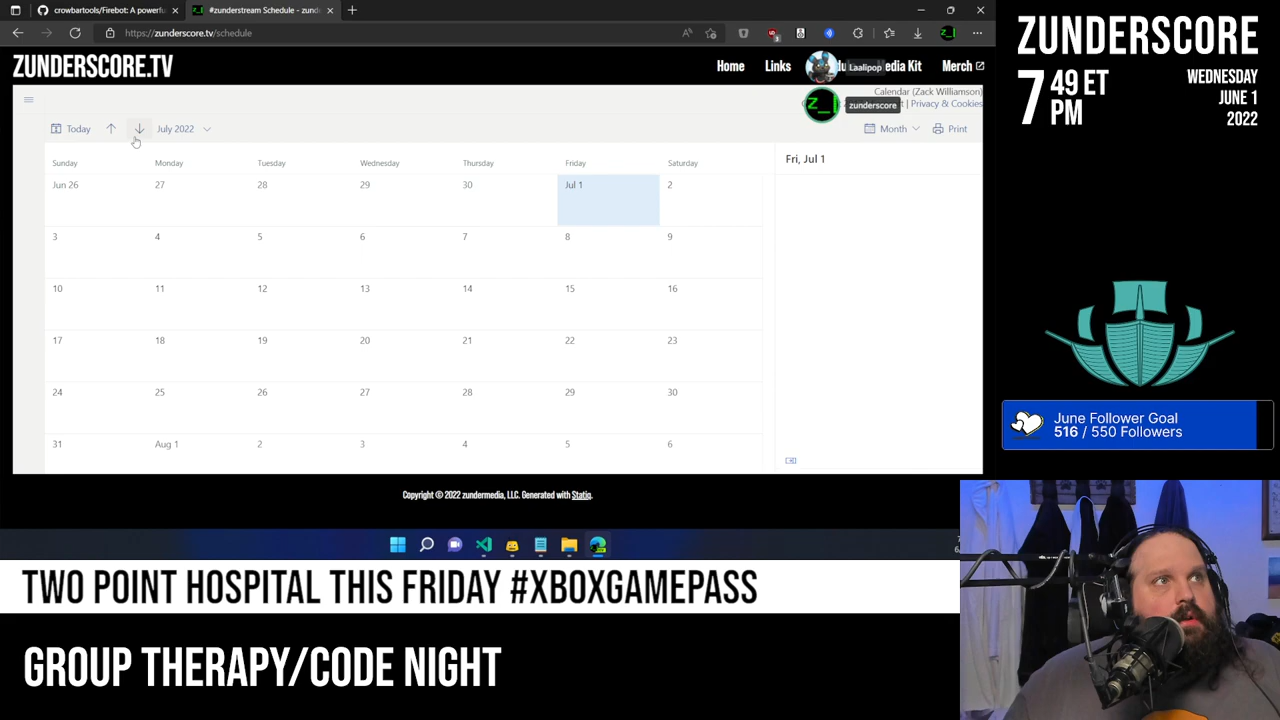 crowbartools/Firebot: A powerfu
#zunderstream Schedule - zund
https://zunderscore.tv/schedule
ZUNDERSCORE.TV
Home
Links
edia Kit
Merch
Laalipop
zunderscore
Calendar (Zack Williamson)
| Privacy & Cookies
Today
July 2022
Month
Print
Sunday Monday Tuesday Wednesday Thursday Friday Saturday
Jun 26 27 28 29 30 Jul 1 2
3 4 5 6 7 8 9
10 11 12 13 14 15 16
17 18 19 20 21 22 23
24 25 26 27 28 29 30
31 Aug 1 2 3 4 5 6
Fri, Jul 1
Copyright © 2022 zundermedia, LLC. Generated with Statiq.
ZUNDERSCORE
7 49 ET
PM
WEDNESDAY
JUNE 1
2022
June Follower Goal
516 / 550 Followers
TWO POINT HOSPITAL THIS FRIDAY #XBOXGAMEPASS
GROUP THERAPY/CODE NIGHT